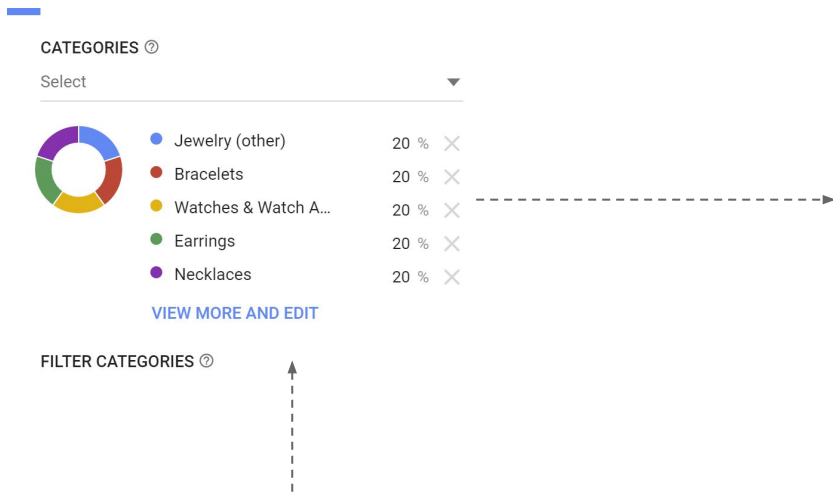 CATEGORIES ?
Select
Jewelry (other) 20 %
Bracelets 20 %
Watches & Watch A... 20 %
Earrings 20 %
Necklaces 20 %
VIEW MORE AND EDIT
FILTER CATEGORIES ?